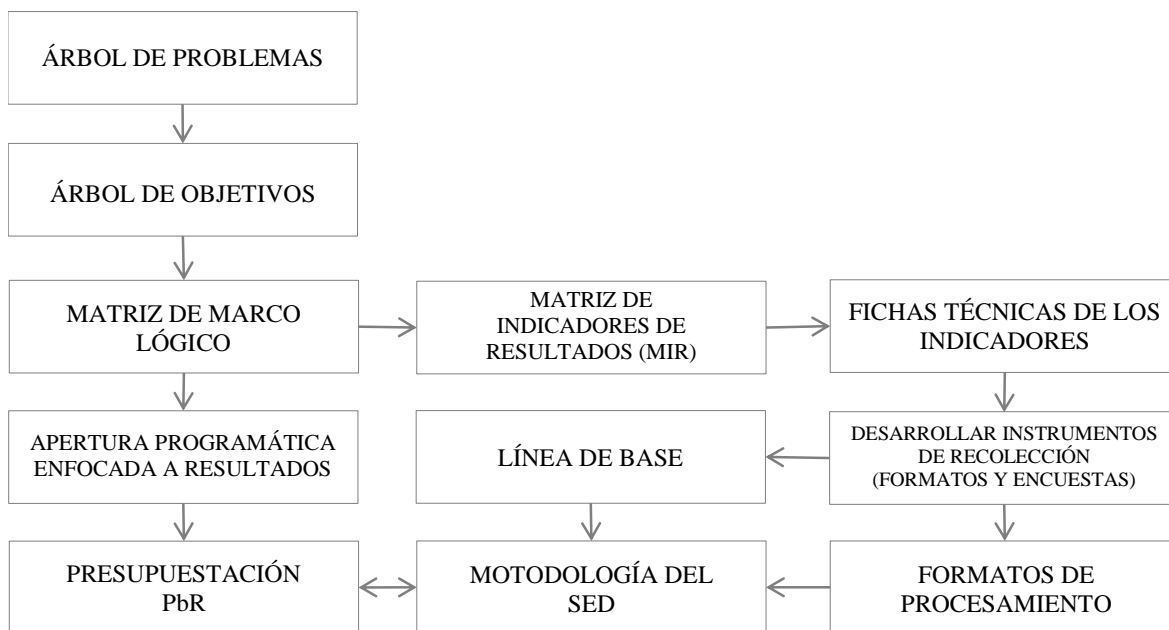 ÁRBOL DE PROBLEMAS
ÁRBOL DE OBJETIVOS
MATRIZ DE MARCO
LÓGICO
MATRIZ DE
INDICADORES DE
RESULTADOS (MIR)
FICHAS TÉCNICAS DE LOS
INDICADORES
APERTURA PROGRAMÁTICA
ENFOCADA A RESULTADOS
LÍNEA DE BASE
DESARROLLAR INSTRUMENTOS
DE RECOLECCIÓN
(FORMATOS Y ENCUESTAS)
PRESUPUESTACIÓN
PbR
MOTODOLOGÍA DEL
SED
FORMATOS DE
PROCESAMIENTO